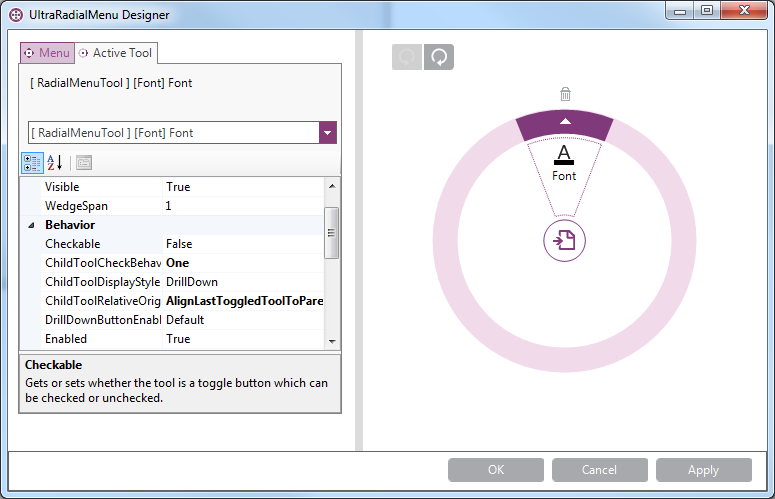 UltraRadialMenu Designer
Menu Active Tool
[ RadialMenuTool ] [Font] Font
[ RadialMenuTool ] [Font] Font
A Z
Visible True
WedgeSpan 1
Behavior
Checkable False
ChildToolCheckBehav One
ChildToolDisplayStyle DrillDown
ChildToolRelativeOrig AlignLastToggledToolToPare
DrillDownButtonEnabl Default
Enabled True
Checkable
Gets or sets whether the tool is a toggle button which can
be checked or unchecked.
A
Font
OK Cancel Apply